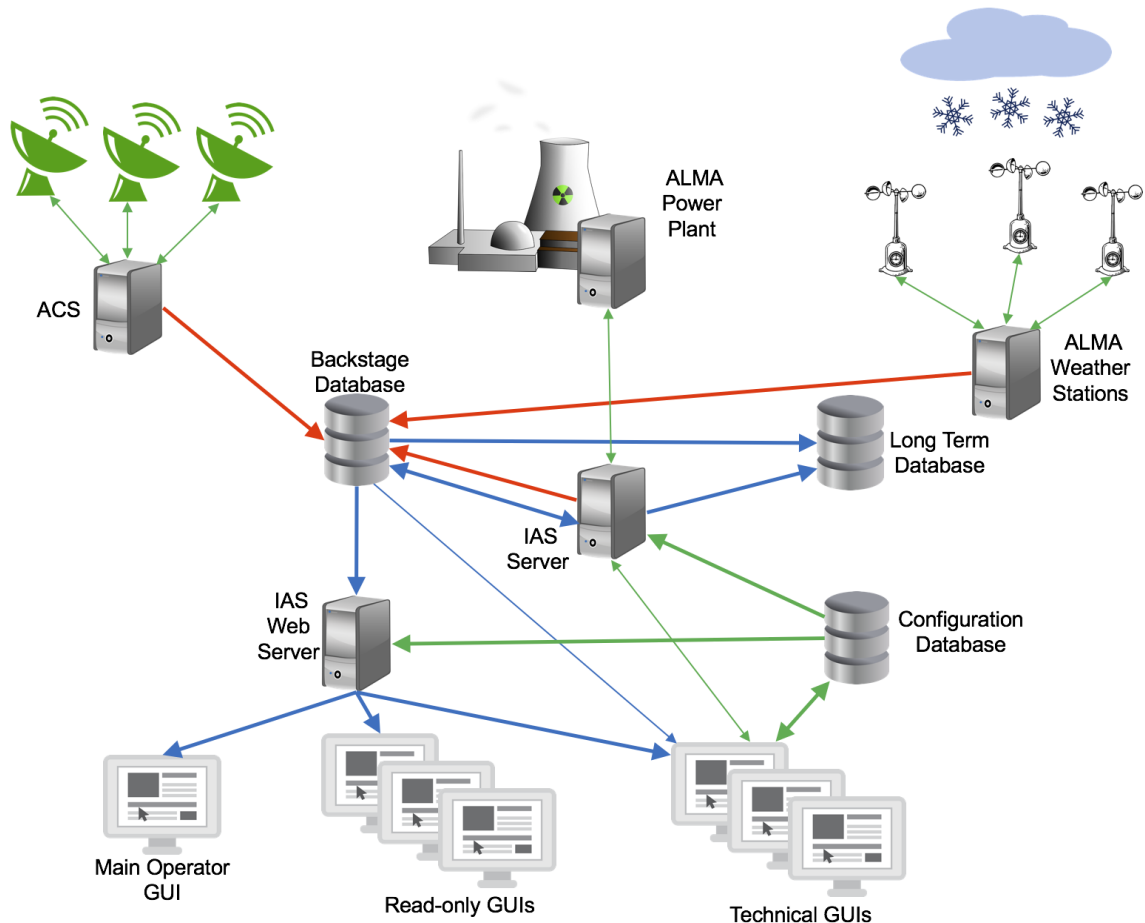 ALMA
Power
Plant
ACS
ALMA
Weather
Stations
Backstage
Database
Long Term
Database
IAS
Server
IAS
Web
Server
Configuration
Database
Main Operator
GUI
Read-only GUIs
Technical GUIs